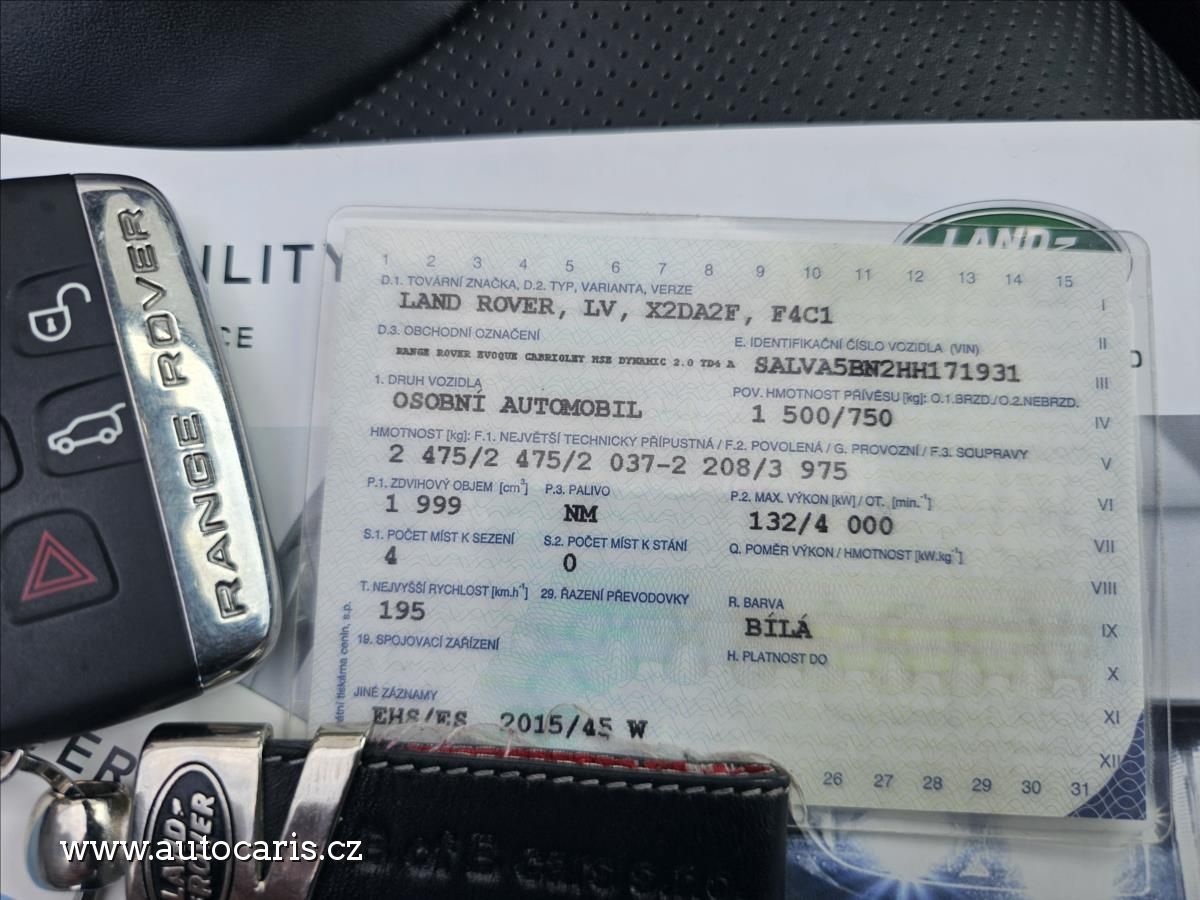 RANGE ROVER
ILITY
CE
LAND-
1 2 3 4 5 6 7 8 9 10 11 12 13 14 15
D.1. TOVÁRNÍ ZNAČKA, D.2. TYP, VARIANTA, VERZE
LAND ROVER, LV, X2DA2F, F4C1
I
D.3. OBCHODNÍ OZNAČENÍ
RANGE ROVER EVOQUE CABRIOLET HSE DYNAMIC 2.0 TD4 A
E. IDENTIFIKAČNÍ ČÍSLO VOZIDLA (VIN)
SALVA5BN2HH171931
II
III
1. DRUH VOZIDLA
OSOBNÍ AUTOMOBIL
POV. HMOTNOST PŘÍVĚSU [kg]: O.1.BRZD./O.2.NEBRZD.
1 500/750
IV
HMOTNOST [kg]: F.1. NEJVĚTŠÍ TECHNICKY PŘÍPUSTNÁ / F.2. POVOLENÁ / G. PROVOZNÍ / F.3. SOUPRAVY
2 475/2 475/2 037-2 208/3 975
V
P.1. ZDVIHOVÝ OBJEM [cm³]
1 999
P.3. PALIVO
NM
P.2. MAX. VÝKON [kW] / OT. [min.⁻¹]
132/4 000
VI
S.1. POČET MÍST K SEZENÍ
4
S.2. POČET MÍST K STÁNÍ
0
Q. POMĚR VÝKON / HMOTNOST [kW.kg⁻¹]
VII
T. NEJVYŠŠÍ RYCHLOST [km.h⁻¹]
195
29. ŘAZENÍ PŘEVODOVKY
R. BARVA
BÍLÁ
VIII
IX
19. SPOJOVACÍ ZAŘÍZENÍ
H. PLATNOST DO
X
JINÉ ZÁZNAMY
EHS/ES 2015/45 W
XI
XII
26 27 28 29 30 31
tiskárna cenin, s.p.
ER
LAND-
ROVER
www.autocaris.cz